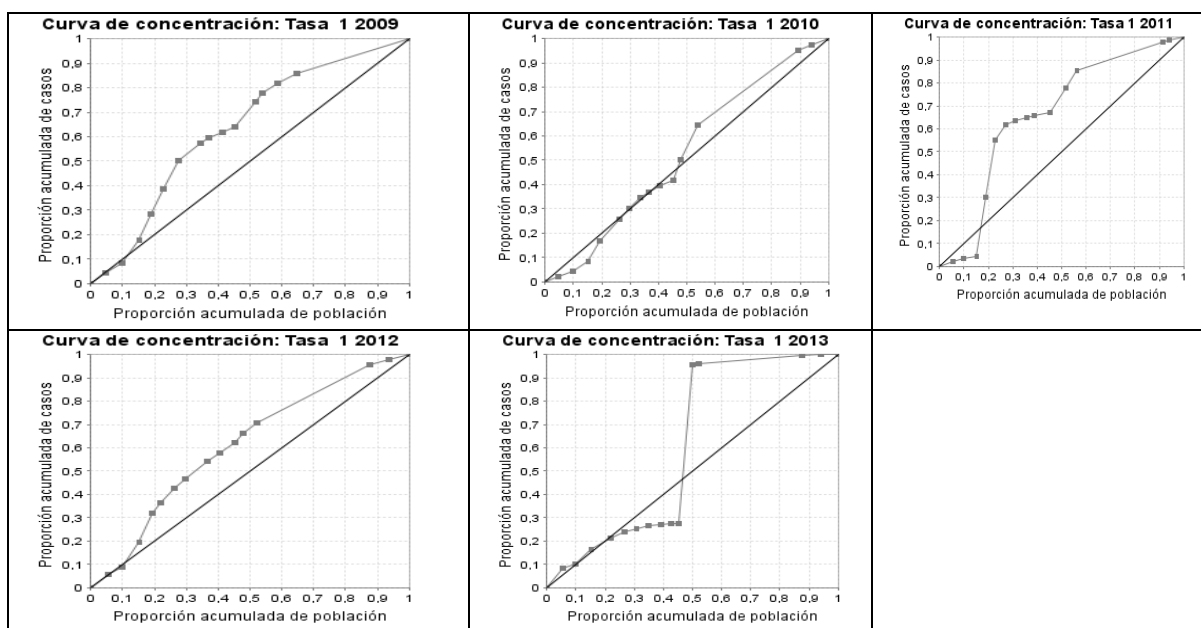 Curva de concentración: Tasa 1 2009
Proporción acumulada de casos
1
0,9
0,8
0,7
0,6
0,5
0,4
0,3
0,2
0,1
0
0 0,1 0,2 0,3 0,4 0,5 0,6 0,7 0,8 0,9 1
Proporción acumulada de población
Curva de concentración: Tasa 1 2010
Proporción acumulada de casos
1
0,9
0,8
0,7
0,6
0,5
0,4
0,3
0,2
0,1
0
0 0,1 0,2 0,3 0,4 0,5 0,6 0,7 0,8 0,9 1
Proporción acumulada de población
Curva de concentración: Tasa 1 2011
Proporción acumulada de casos
1
0,9
0,8
0,7
0,6
0,5
0,4
0,3
0,2
0,1
0
0 0,1 0,2 0,3 0,4 0,5 0,6 0,7 0,8 0,9 1
Proporción acumulada de población
Curva de concentración: Tasa 1 2012
Proporción acumulada de casos
1
0,9
0,8
0,7
0,6
0,5
0,4
0,3
0,2
0,1
0
0 0,1 0,2 0,3 0,4 0,5 0,6 0,7 0,8 0,9 1
Proporción acumulada de población
Curva de concentración: Tasa 1 2013
Proporción acumulada de casos
1
0,9
0,8
0,7
0,6
0,5
0,4
0,3
0,2
0,1
0
0 0,1 0,2 0,3 0,4 0,5 0,6 0,7 0,8 0,9 1
Proporción acumulada de población